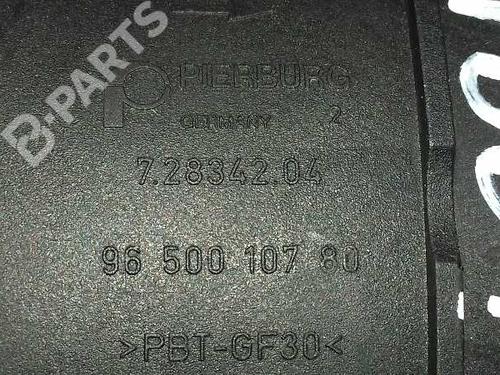 PIERBURG
GERMANY 2
7.28342.04
96 500 107 80
>PBT-GF30<
B-PARTS